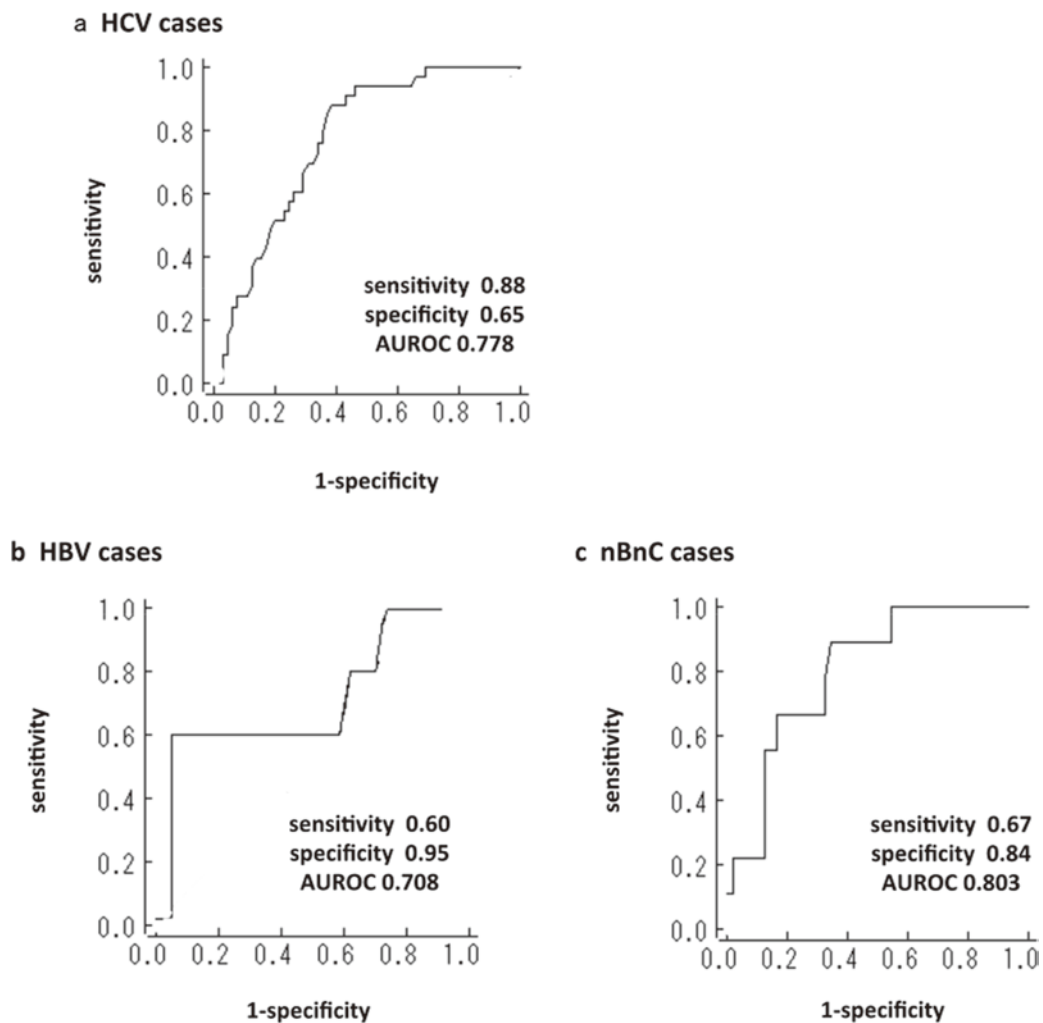 a HCV cases
1.0
0.8
0.6
0.4
0.2
0.0
sensitivity
sensitivity 0.88
specificity 0.65
AUROC 0.778
0.0 0.2 0.4 0.6 0.8 1.0
1-specificity
b HBV cases
1.0
0.8
0.6
0.4
0.2
0.0
sensitivity
sensitivity 0.60
specificity 0.95
AUROC 0.708
0.0 0.2 0.4 0.6 0.8 1.0
1-specificity
c nBnC cases
1.0
0.8
0.6
0.4
0.2
0.0
sensitivity
sensitivity 0.67
specificity 0.84
AUROC 0.803
0.0 0.2 0.4 0.6 0.8 1.0
1-specificity